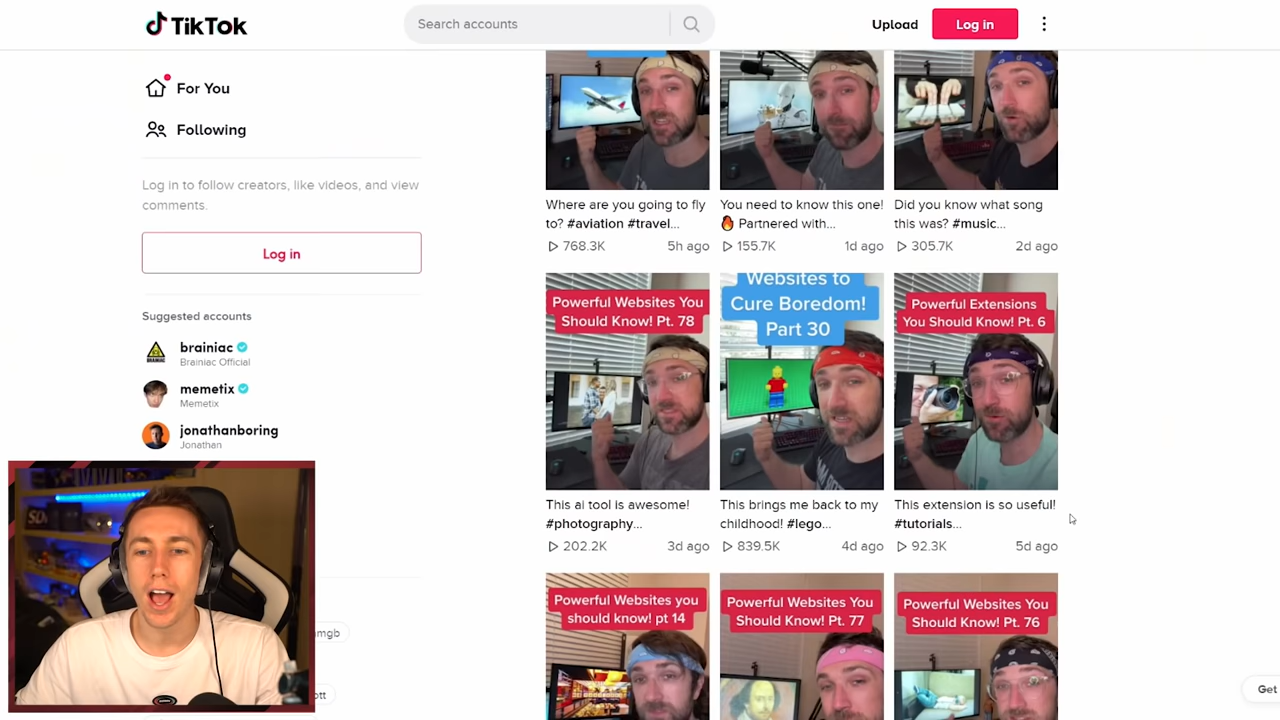 TikTok
Search accounts
Upload
Log in
For You
Following
Log in to follow creators, like videos, and view
comments.
Log in
Suggested accounts
brainiac
Brainiac Official
memetix
Memetix
jonathanboring
Jonathan
Where are you going to fly
to? #aviation #travel...
768.3K
5h ago
You need to know this one!
🔥 Partnered with...
155.7K
1d ago
Did you know what song
this was? #music...
305.7K
2d ago
Powerful Websites You
Should Know! Pt. 78
This ai tool is awesome!
#photography...
202.2K
3d ago
Websites to
Cure Boredom!
Part 30
This brings me back to my
childhood! #lego...
839.5K
4d ago
Powerful Extensions
You Should Know! Pt. 6
This extension is so useful!
#tutorials...
92.3K
5d ago
Powerful Websites you
should know! pt 14
Powerful Websites You
Should Know! Pt. 77
Powerful Websites You
Should Know! Pt. 76
Get